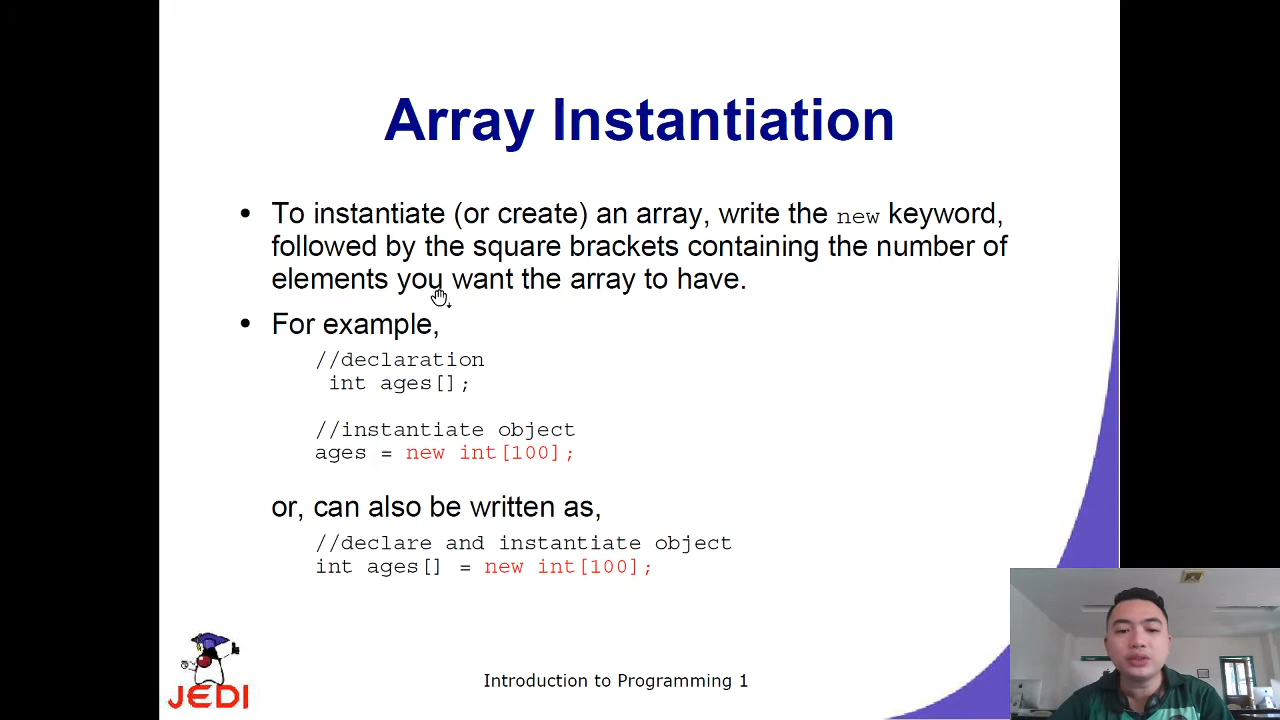 Array Instantiation
• To instantiate (or create) an array, write the new keyword,
followed by the square brackets containing the number of
elements you want the array to have.
• For example,
//declaration
int ages[];
//instantiate object
ages = new int[100];
or, can also be written as,
//declare and instantiate object
int ages[] = new int[100];
JEDI
Introduction to Programming 1